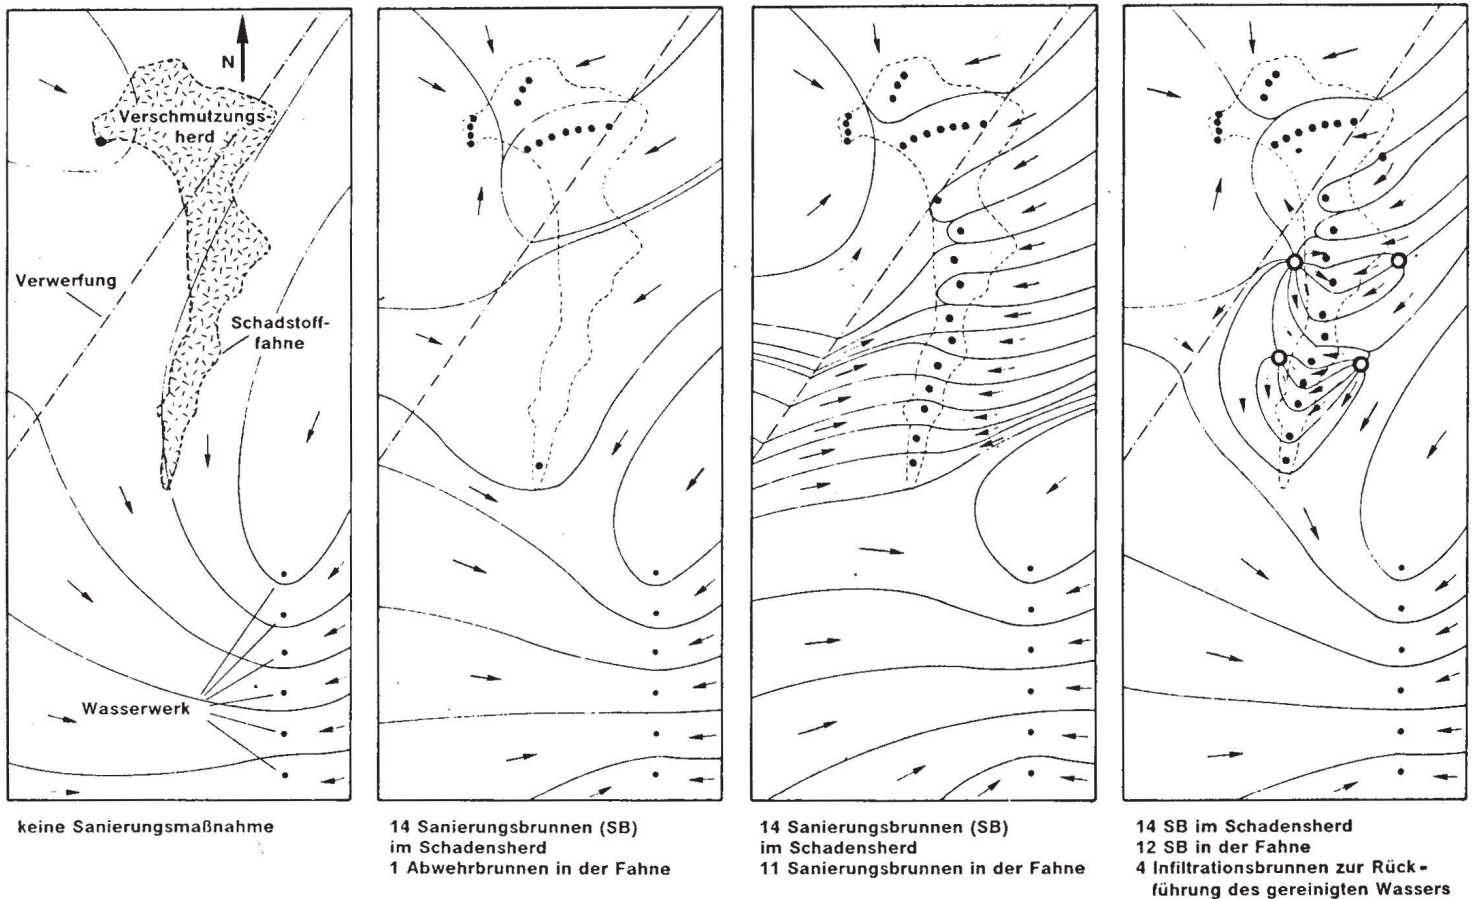 N
Verschmutzungs-
herd
Verwerfung
Schadstoff-
fahne
Wasserwerk
keine Sanierungsmaßnahme
14 Sanierungsbrunnen (SB)
im Schadensherd
1 Abwehrbrunnen in der Fahne
14 Sanierungsbrunnen (SB)
im Schadensherd
11 Sanierungsbrunnen in der Fahne
14 SB im Schadensherd
12 SB in der Fahne
4 Infiltrationsbrunnen zur Rück-
führung des gereinigten Wassers